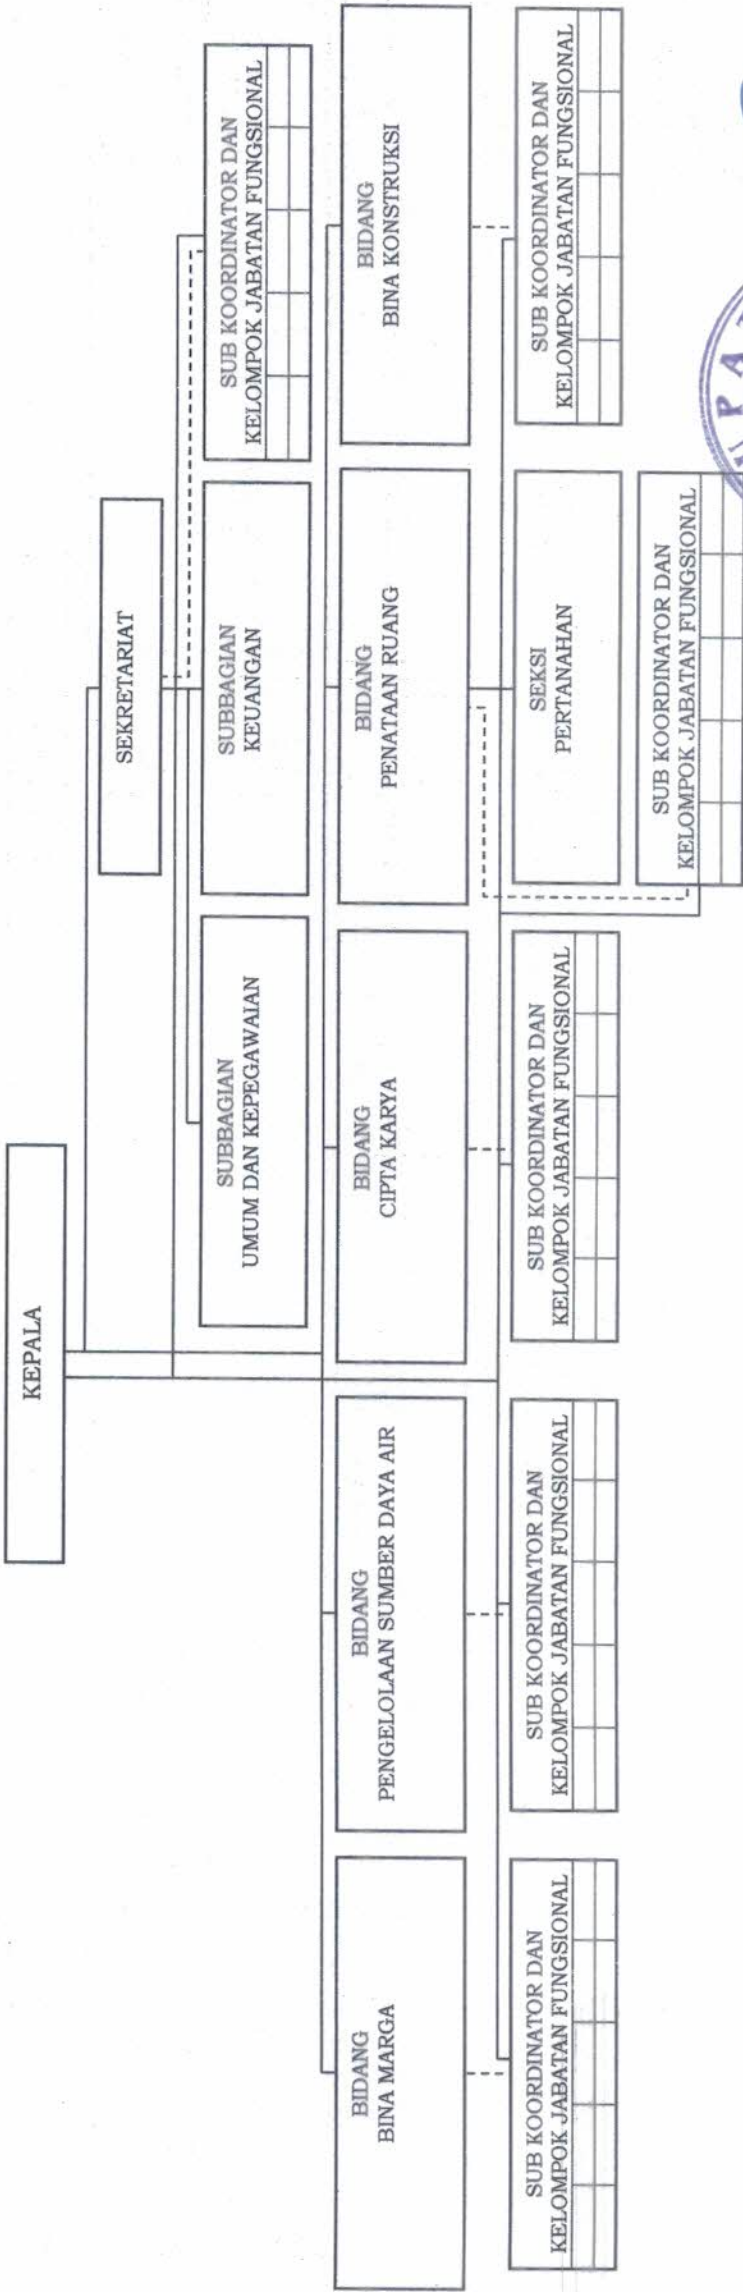 KEPALA
SEKRETARIAT
SUBBAGIAN
UMUM DAN KEPEGAWAIAN
SUBBAGIAN
KEUANGAN
SUB KOORDINATOR DAN
KELOMPOK JABATAN FUNGSIONAL
BIDANG
BINA MARGA
BIDANG
PENGELOLAAN SUMBER DAYA AIR
BIDANG
CIPTA KARYA
BIDANG
PENATAAN RUANG
BIDANG
BINA KONSTRUKSI
SUB KOORDINATOR DAN
KELOMPOK JABATAN FUNGSIONAL
SUB KOORDINATOR DAN
KELOMPOK JABATAN FUNGSIONAL
SUB KOORDINATOR DAN
KELOMPOK JABATAN FUNGSIONAL
SEKSI
PERTANAHAN
SUB KOORDINATOR DAN
KELOMPOK JABATAN FUNGSIONAL
SUB KOORDINATOR DAN
KELOMPOK JABATAN FUNGSIONAL